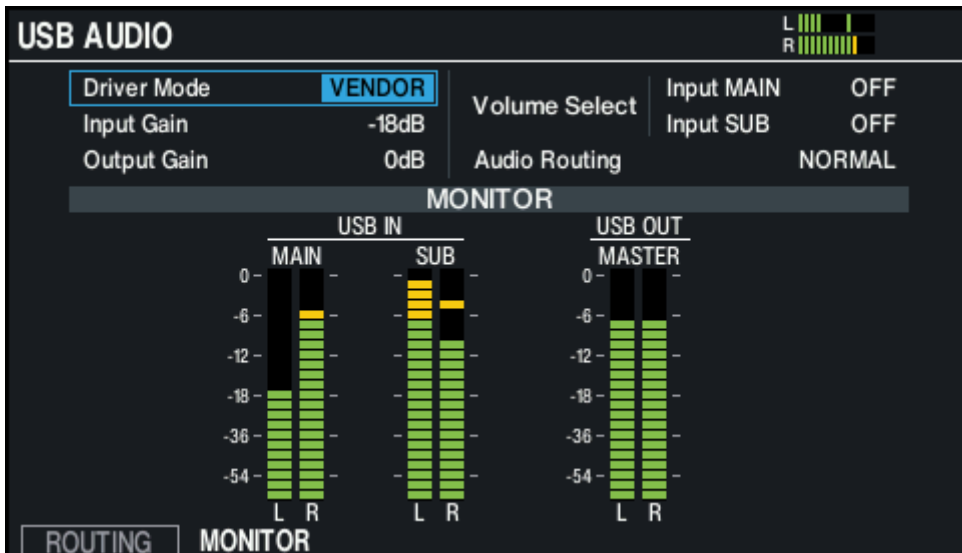 USB AUDIO
L
R
Driver Mode VENDOR
Input Gain -18dB
Output Gain 0dB
Volume Select
Input MAIN OFF
Input SUB OFF
Audio Routing NORMAL
MONITOR
USB IN USB OUT
MAIN SUB MASTER
0 0
-6 -6
-12 -12
-18 -18
-36 -36
-54 -54
L R L R L R
ROUTING MONITOR